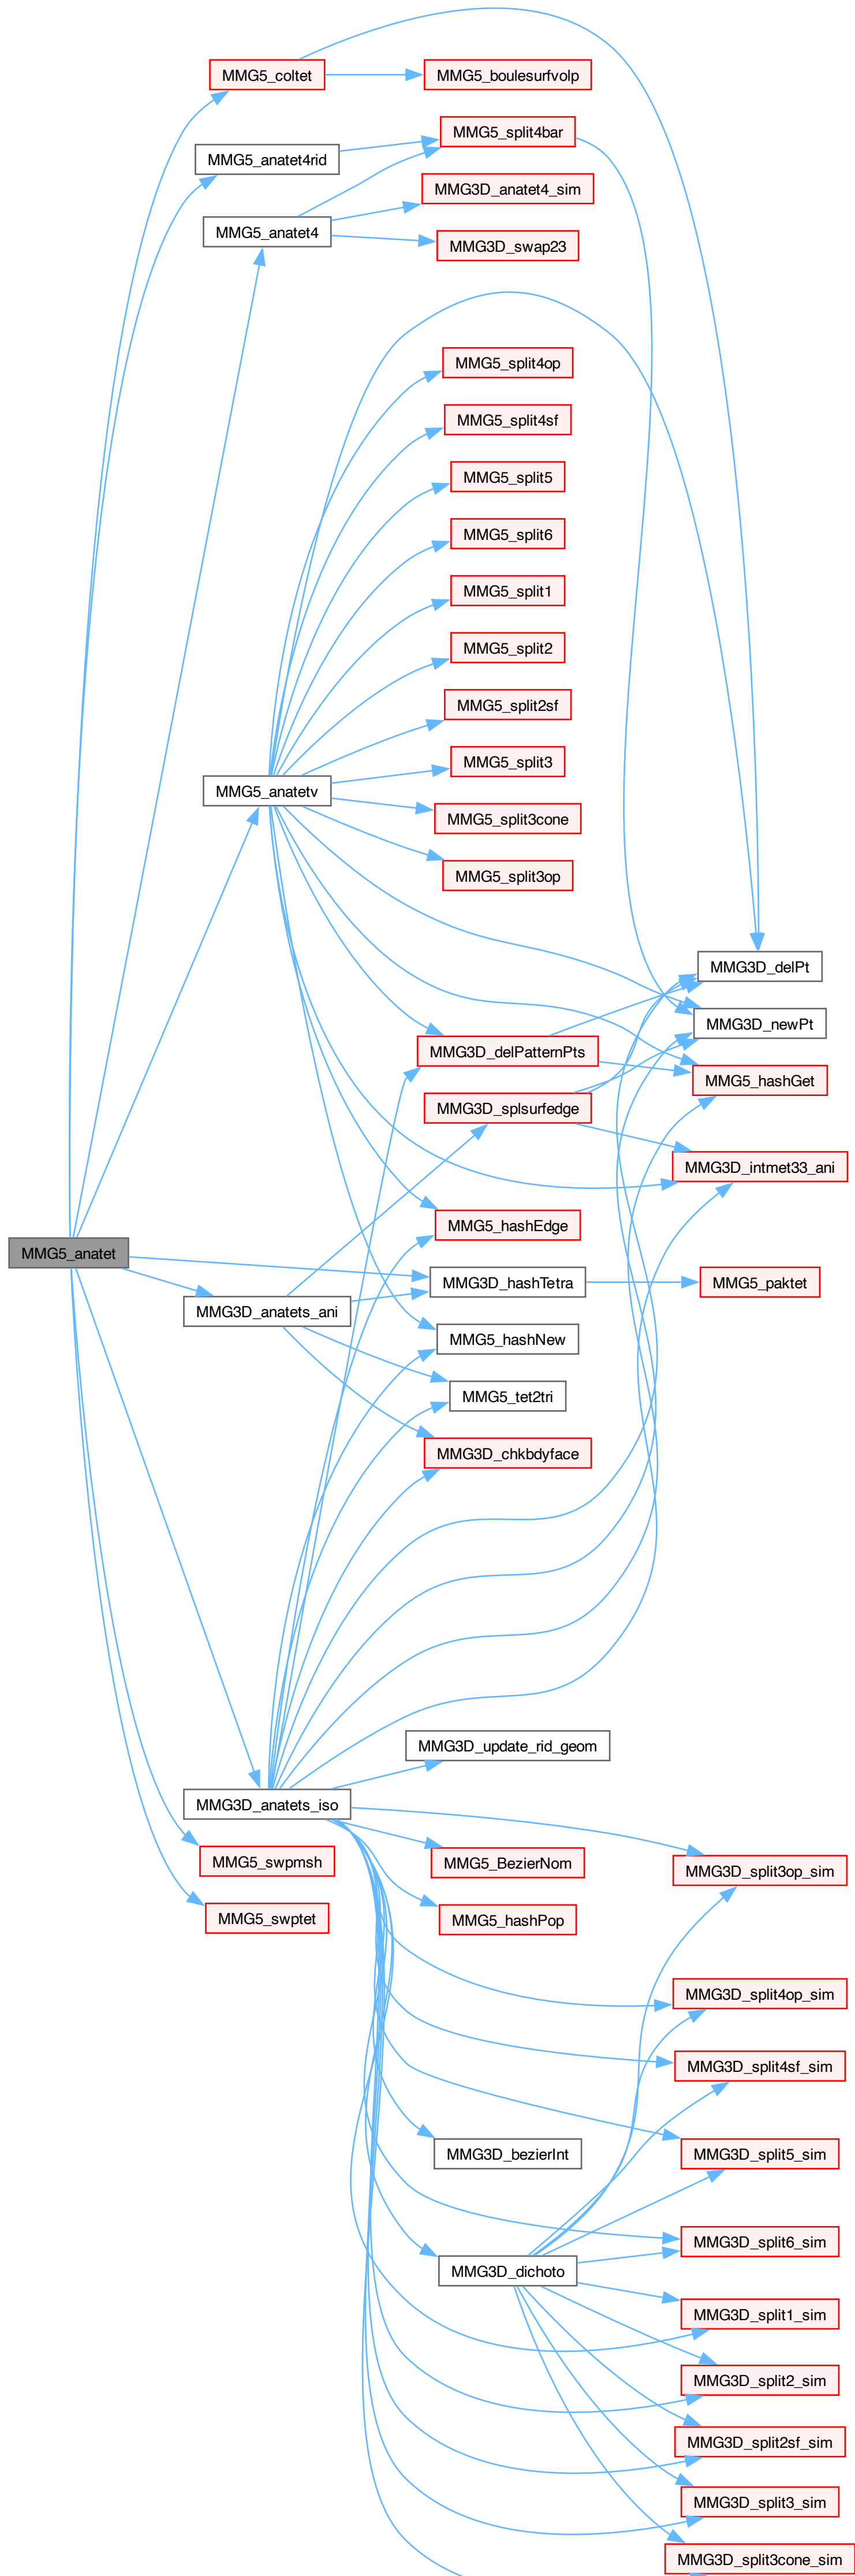 MMG5_coltet
MMG5_boulesurfvolp
MMG5_split4bar
MMG5_anatet4rid
MMG3D_anatet4_sim
MMG5_anatet4
MMG3D_swap23
MMG5_split4op
MMG5_split4sf
MMG5_split5
MMG5_split6
MMG5_split1
MMG5_split2
MMG5_split2sf
MMG5_split3
MMG5_anatetv
MMG5_split3cone
MMG5_split3op
MMG3D_delPt
MMG3D_newPt
MMG3D_delPatternPts
MMG5_hashGet
MMG3D_splsurfedge
MMG3D_intmet33_ani
MMG5_hashEdge
MMG5_anatet
MMG3D_hashTetra
MMG5_paktet
MMG3D_anatets_ani
MMG5_hashNew
MMG5_tet2tri
MMG3D_chkbdyface
MMG3D_update_rid_geom
MMG3D_anatets_iso
MMG5_swpmsh
MMG5_BezierNom
MMG3D_split3op_sim
MMG5_swptet
MMG5_hashPop
MMG3D_split4op_sim
MMG3D_split4sf_sim
MMG3D_bezierInt
MMG3D_split5_sim
MMG3D_split6_sim
MMG3D_dichoto
MMG3D_split1_sim
MMG3D_split2_sim
MMG3D_split2sf_sim
MMG3D_split3_sim
MMG3D_split3cone_sim